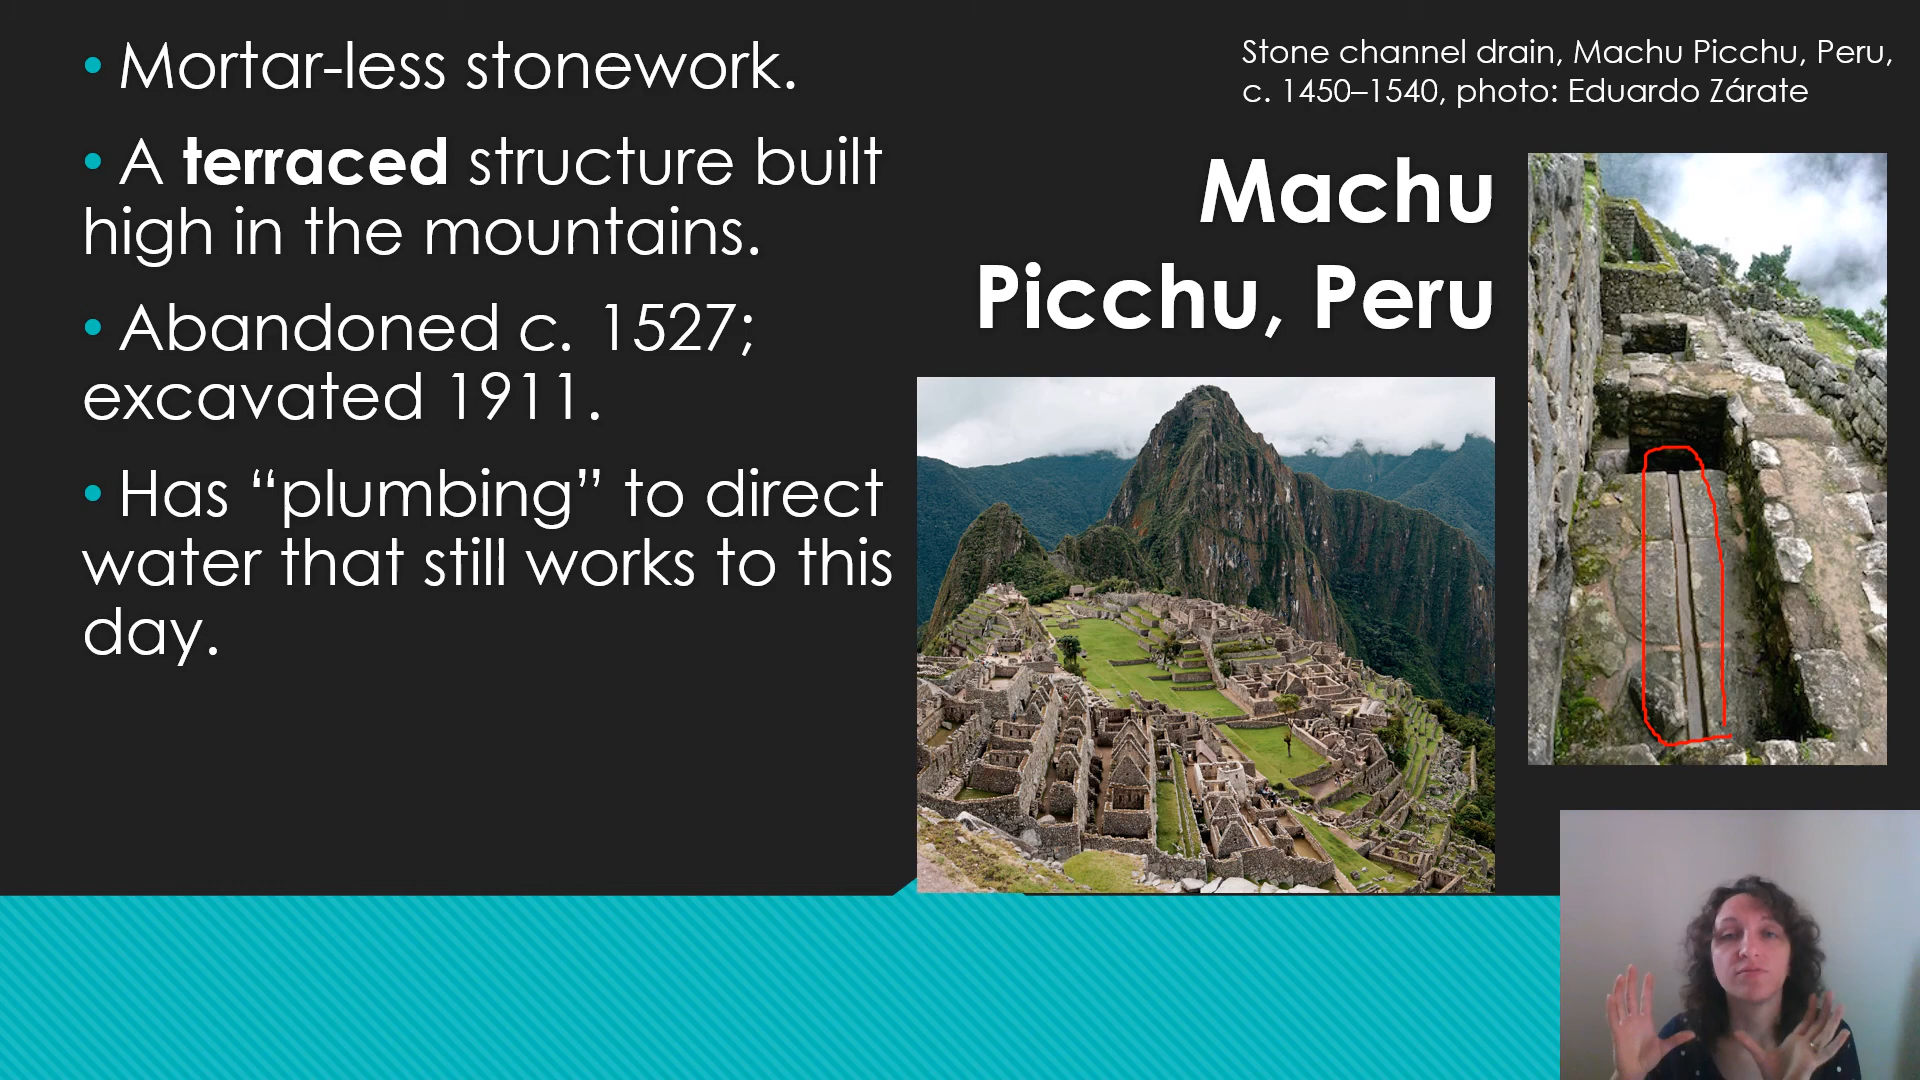 • Mortar-less stonework.
• A terraced structure built
high in the mountains.
• Abandoned c. 1527;
excavated 1911.
• Has “plumbing” to direct
water that still works to this
day.
Stone channel drain, Machu Picchu, Peru,
c. 1450–1540, photo: Eduardo Zárate
Machu
Picchu, Peru